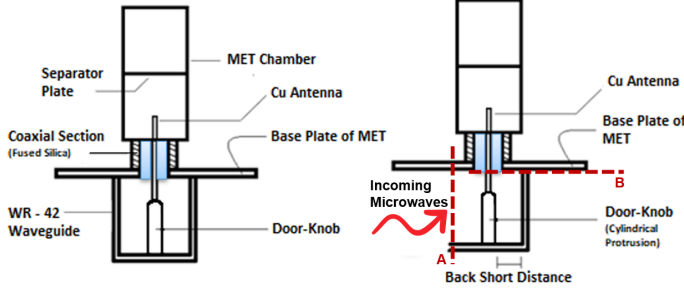 MET Chamber
Separator
Plate
Cu Antenna
Coaxial Section
(Fused Silica)
Base Plate of MET
WR - 42
Waveguide
Door-Knob
Cu Antenna
Base Plate of
MET
B
Incoming
Microwaves
Door-Knob
(Cylindrical
Protrusion)
A
Back Short Distance